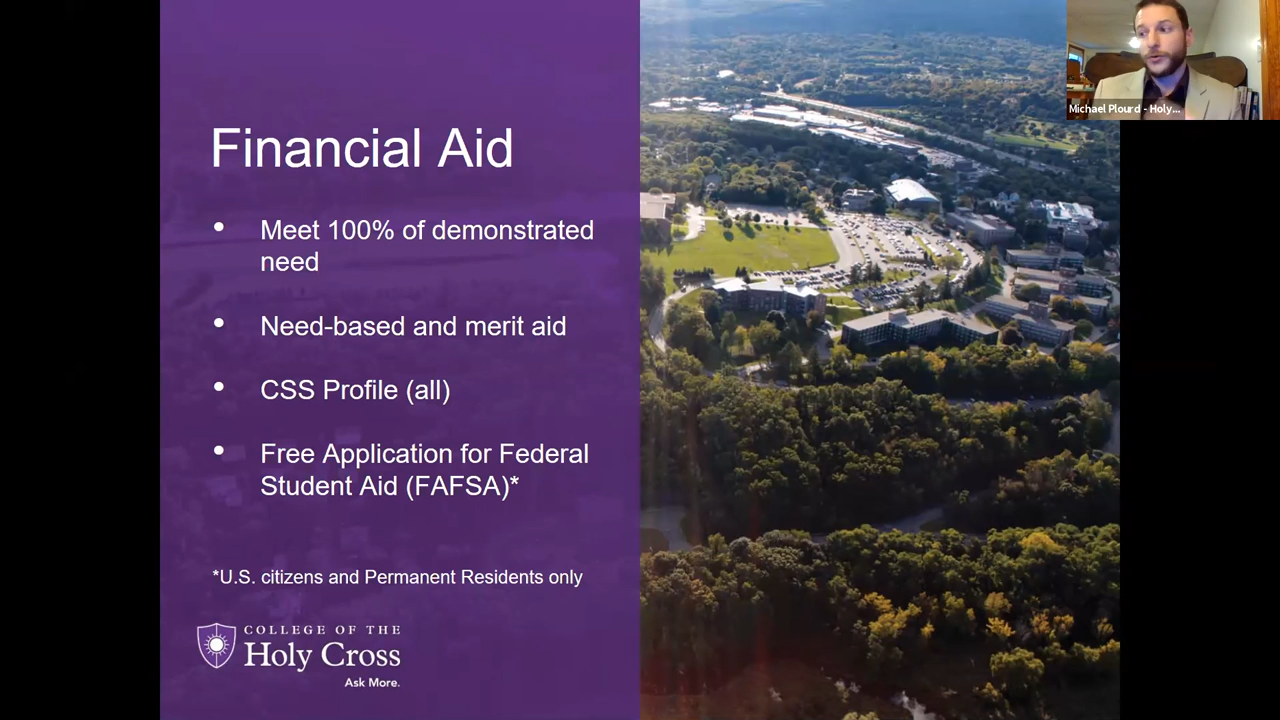 Michael Plourd - Holy...
Financial Aid
• Meet 100% of demonstrated
need
• Need-based and merit aid
• CSS Profile (all)
• Free Application for Federal
Student Aid (FAFSA)*
*U.S. citizens and Permanent Residents only
COLLEGE OF THE
Holy Cross
Ask More.